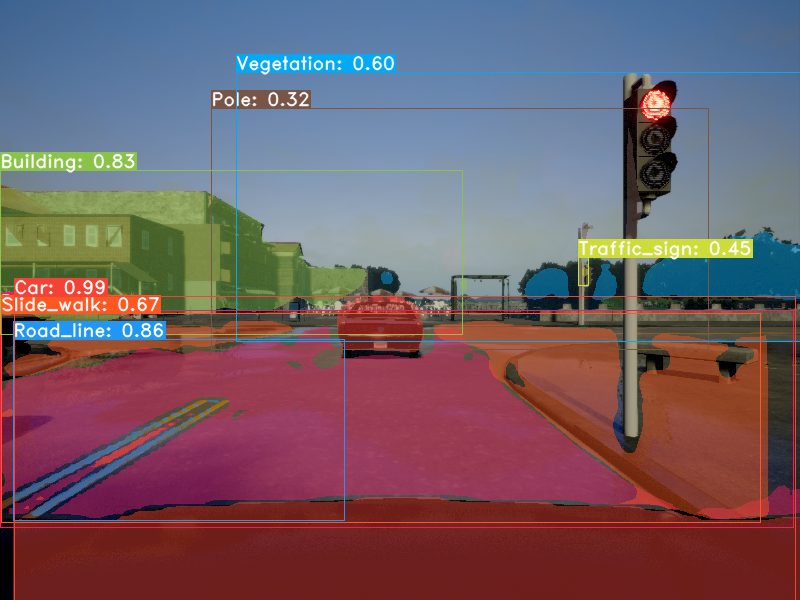 Vegetation: 0.60
Pole: 0.32
Building: 0.83
Traffic_sign: 0.45
Car: 0.99
Slide_walk: 0.67
Road_line: 0.86